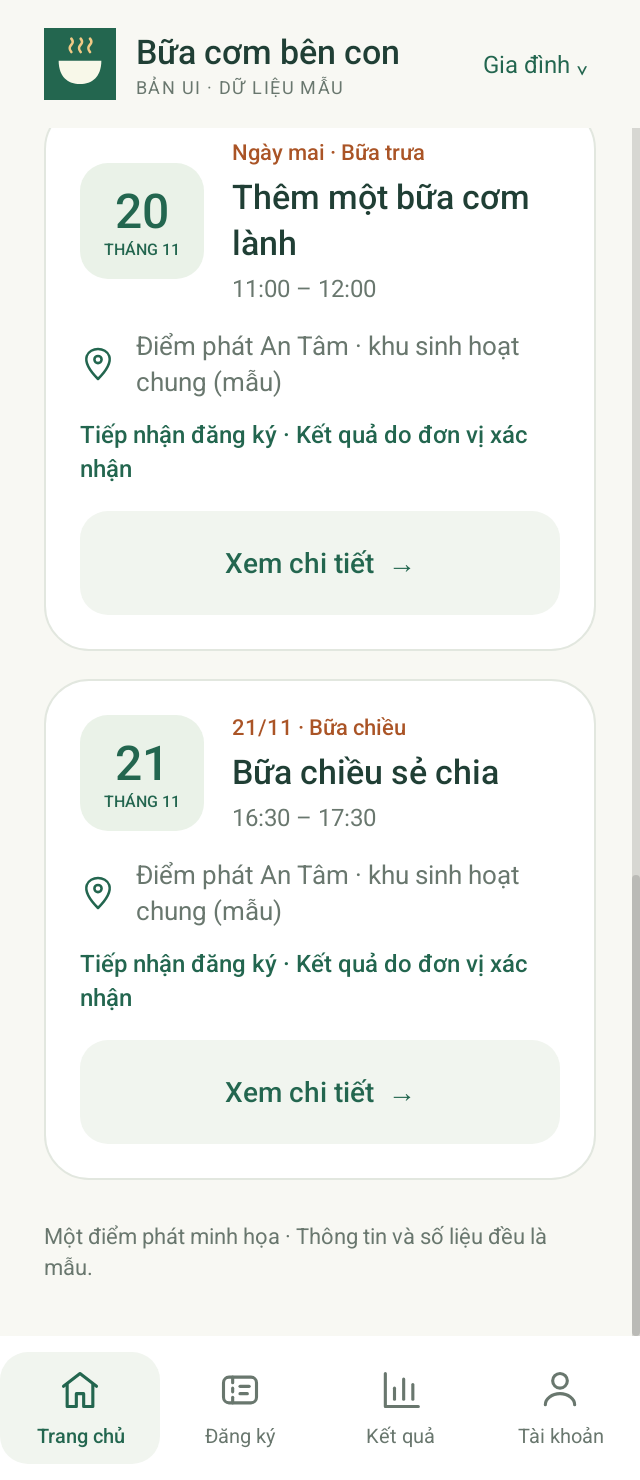 Bữa cơm bên con
BẢN UI · DỮ LIỆU MẪU
Gia đình
Ngày mai · Bữa trưa
20
THÁNG 11
Thêm một bữa cơm
lành
11:00 – 12:00
Điểm phát An Tâm · khu sinh hoạt
chung (mẫu)
Tiếp nhận đăng ký · Kết quả do đơn vị xác
nhận
Xem chi tiết →
21/11 · Bữa chiều
21
THÁNG 11
Bữa chiều sẻ chia
16:30 – 17:30
Điểm phát An Tâm · khu sinh hoạt
chung (mẫu)
Tiếp nhận đăng ký · Kết quả do đơn vị xác
nhận
Xem chi tiết →
Một điểm phát minh họa · Thông tin và số liệu đều là
mẫu.
Trang chủ
Đăng ký
Kết quả
Tài khoản